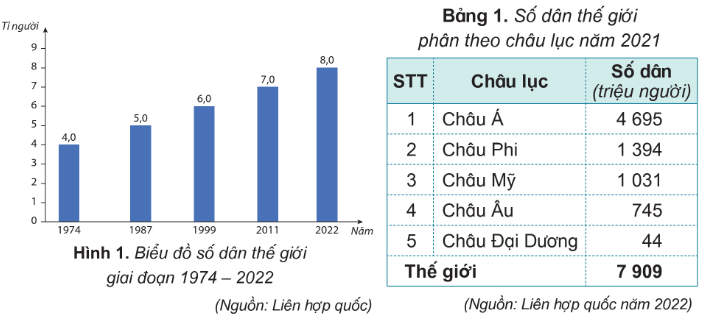 Tỉ người
9
8
7
6
5
4
3
2
1
0
4,0
5,0
6,0
7,0
8,0
1974
1987
1999
2011
2022
Năm
Hình 1. Biểu đồ số dân thế giới
giai đoạn 1974 – 2022
(Nguồn: Liên hợp quốc)
Bảng 1. Số dân thế giới
phân theo châu lục năm 2021
STT Châu lục Số dân
(triệu người)
1 Châu Á 4 695
2 Châu Phi 1 394
3 Châu Mỹ 1 031
4 Châu Âu 745
5 Châu Đại Dương 44
Thế giới 7 909
(Nguồn: Liên hợp quốc năm 2022)